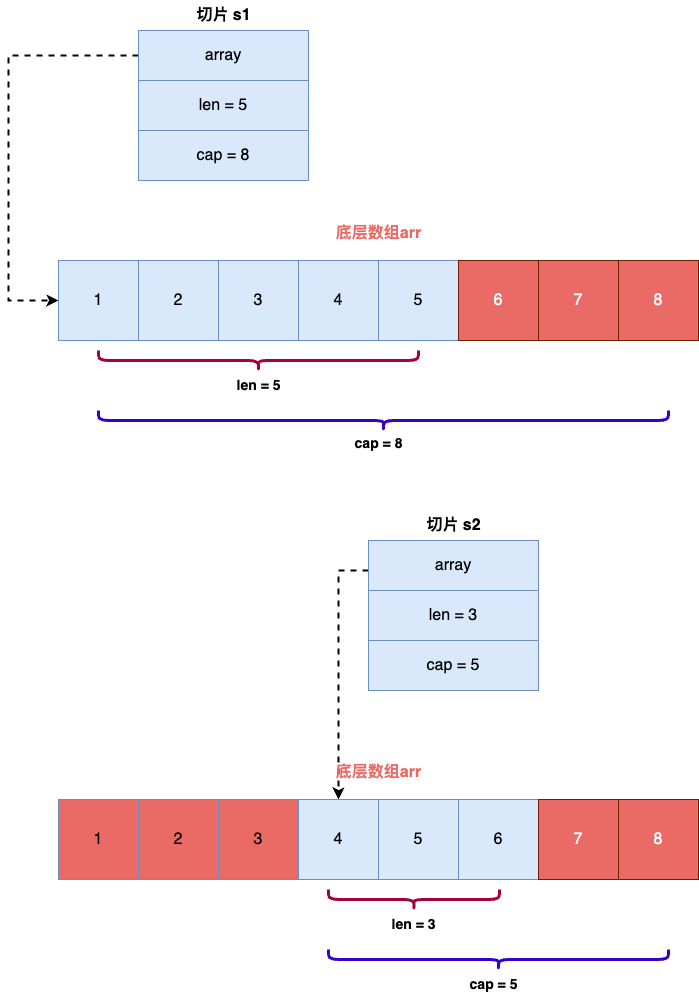 切片 s1
array
len = 5
cap = 8
底层数组arr
1 2 3 4 5 6 7 8
len = 5
cap = 8
切片 s2
array
len = 3
cap = 5
底层数组arr
1 2 3 4 5 6 7 8
len = 3
cap = 5